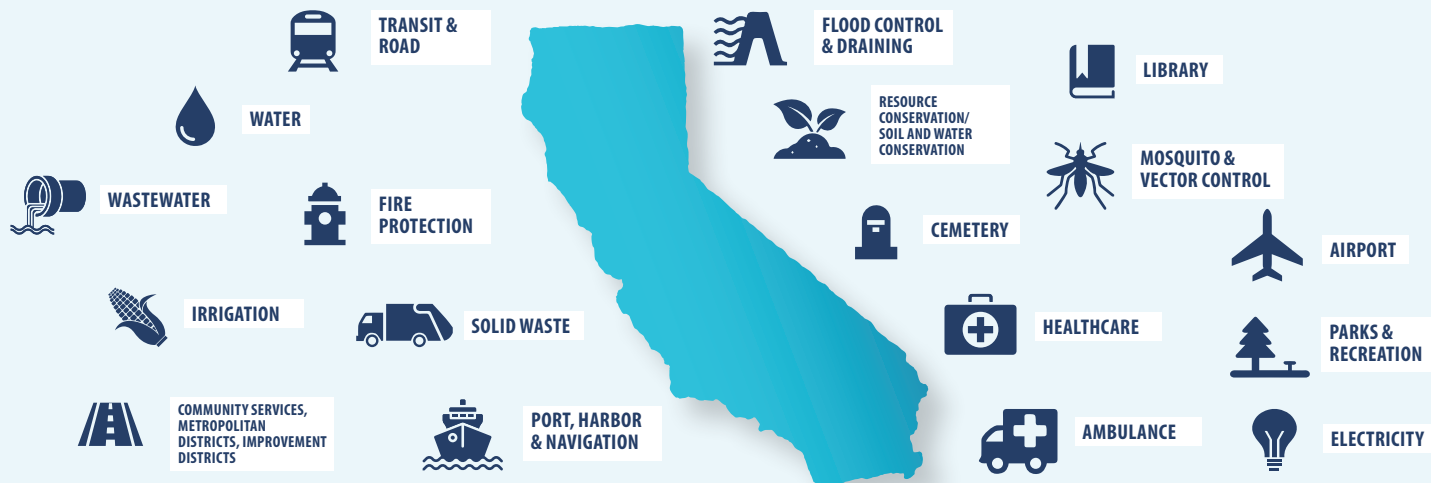 TRANSIT &
ROAD
FLOOD CONTROL
& DRAINING
LIBRARY
WATER
RESOURCE
CONSERVATION/
SOIL AND WATER
CONSERVATION
MOSQUITO &
VECTOR CONTROL
WASTEWATER
FIRE
PROTECTION
CEMETERY
AIRPORT
IRRIGATION
SOLID WASTE
HEALTHCARE
PARKS &
RECREATION
COMMUNITY SERVICES,
METROPOLITAN
DISTRICTS, IMPROVEMENT
DISTRICTS
PORT, HARBOR
& NAVIGATION
AMBULANCE
ELECTRICITY